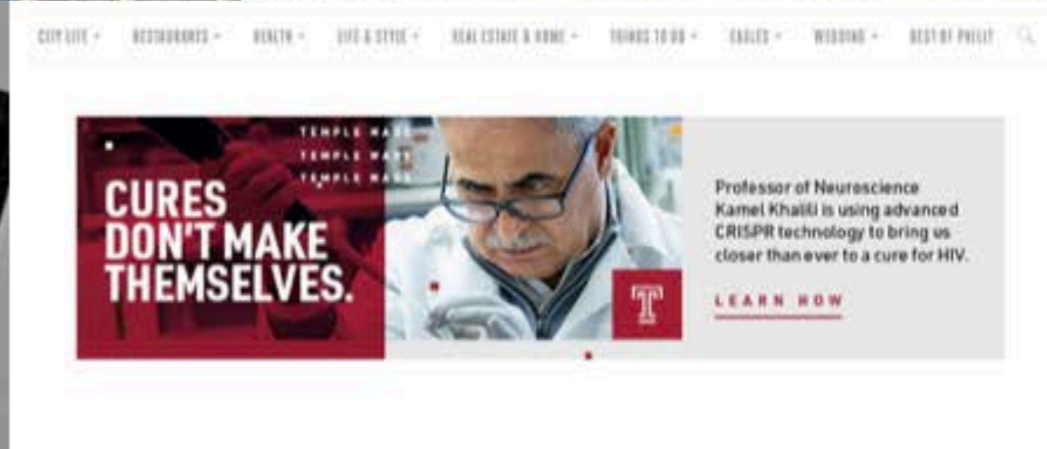 CITY LIFE RESTAURANTS HEALTH LIFE & STYLE REAL ESTATE & HOME THINGS TO DO EAGLES WEDDING BEST OF PHILLY
TEMPLE MADE
TEMPLE MADE
TEMPLE MADE
CURES
DON'T MAKE
THEMSELVES.
T
Professor of Neuroscience
Kamel Khalili is using advanced
CRISPR technology to bring us
closer than ever to a cure for HIV.
LEARN HOW